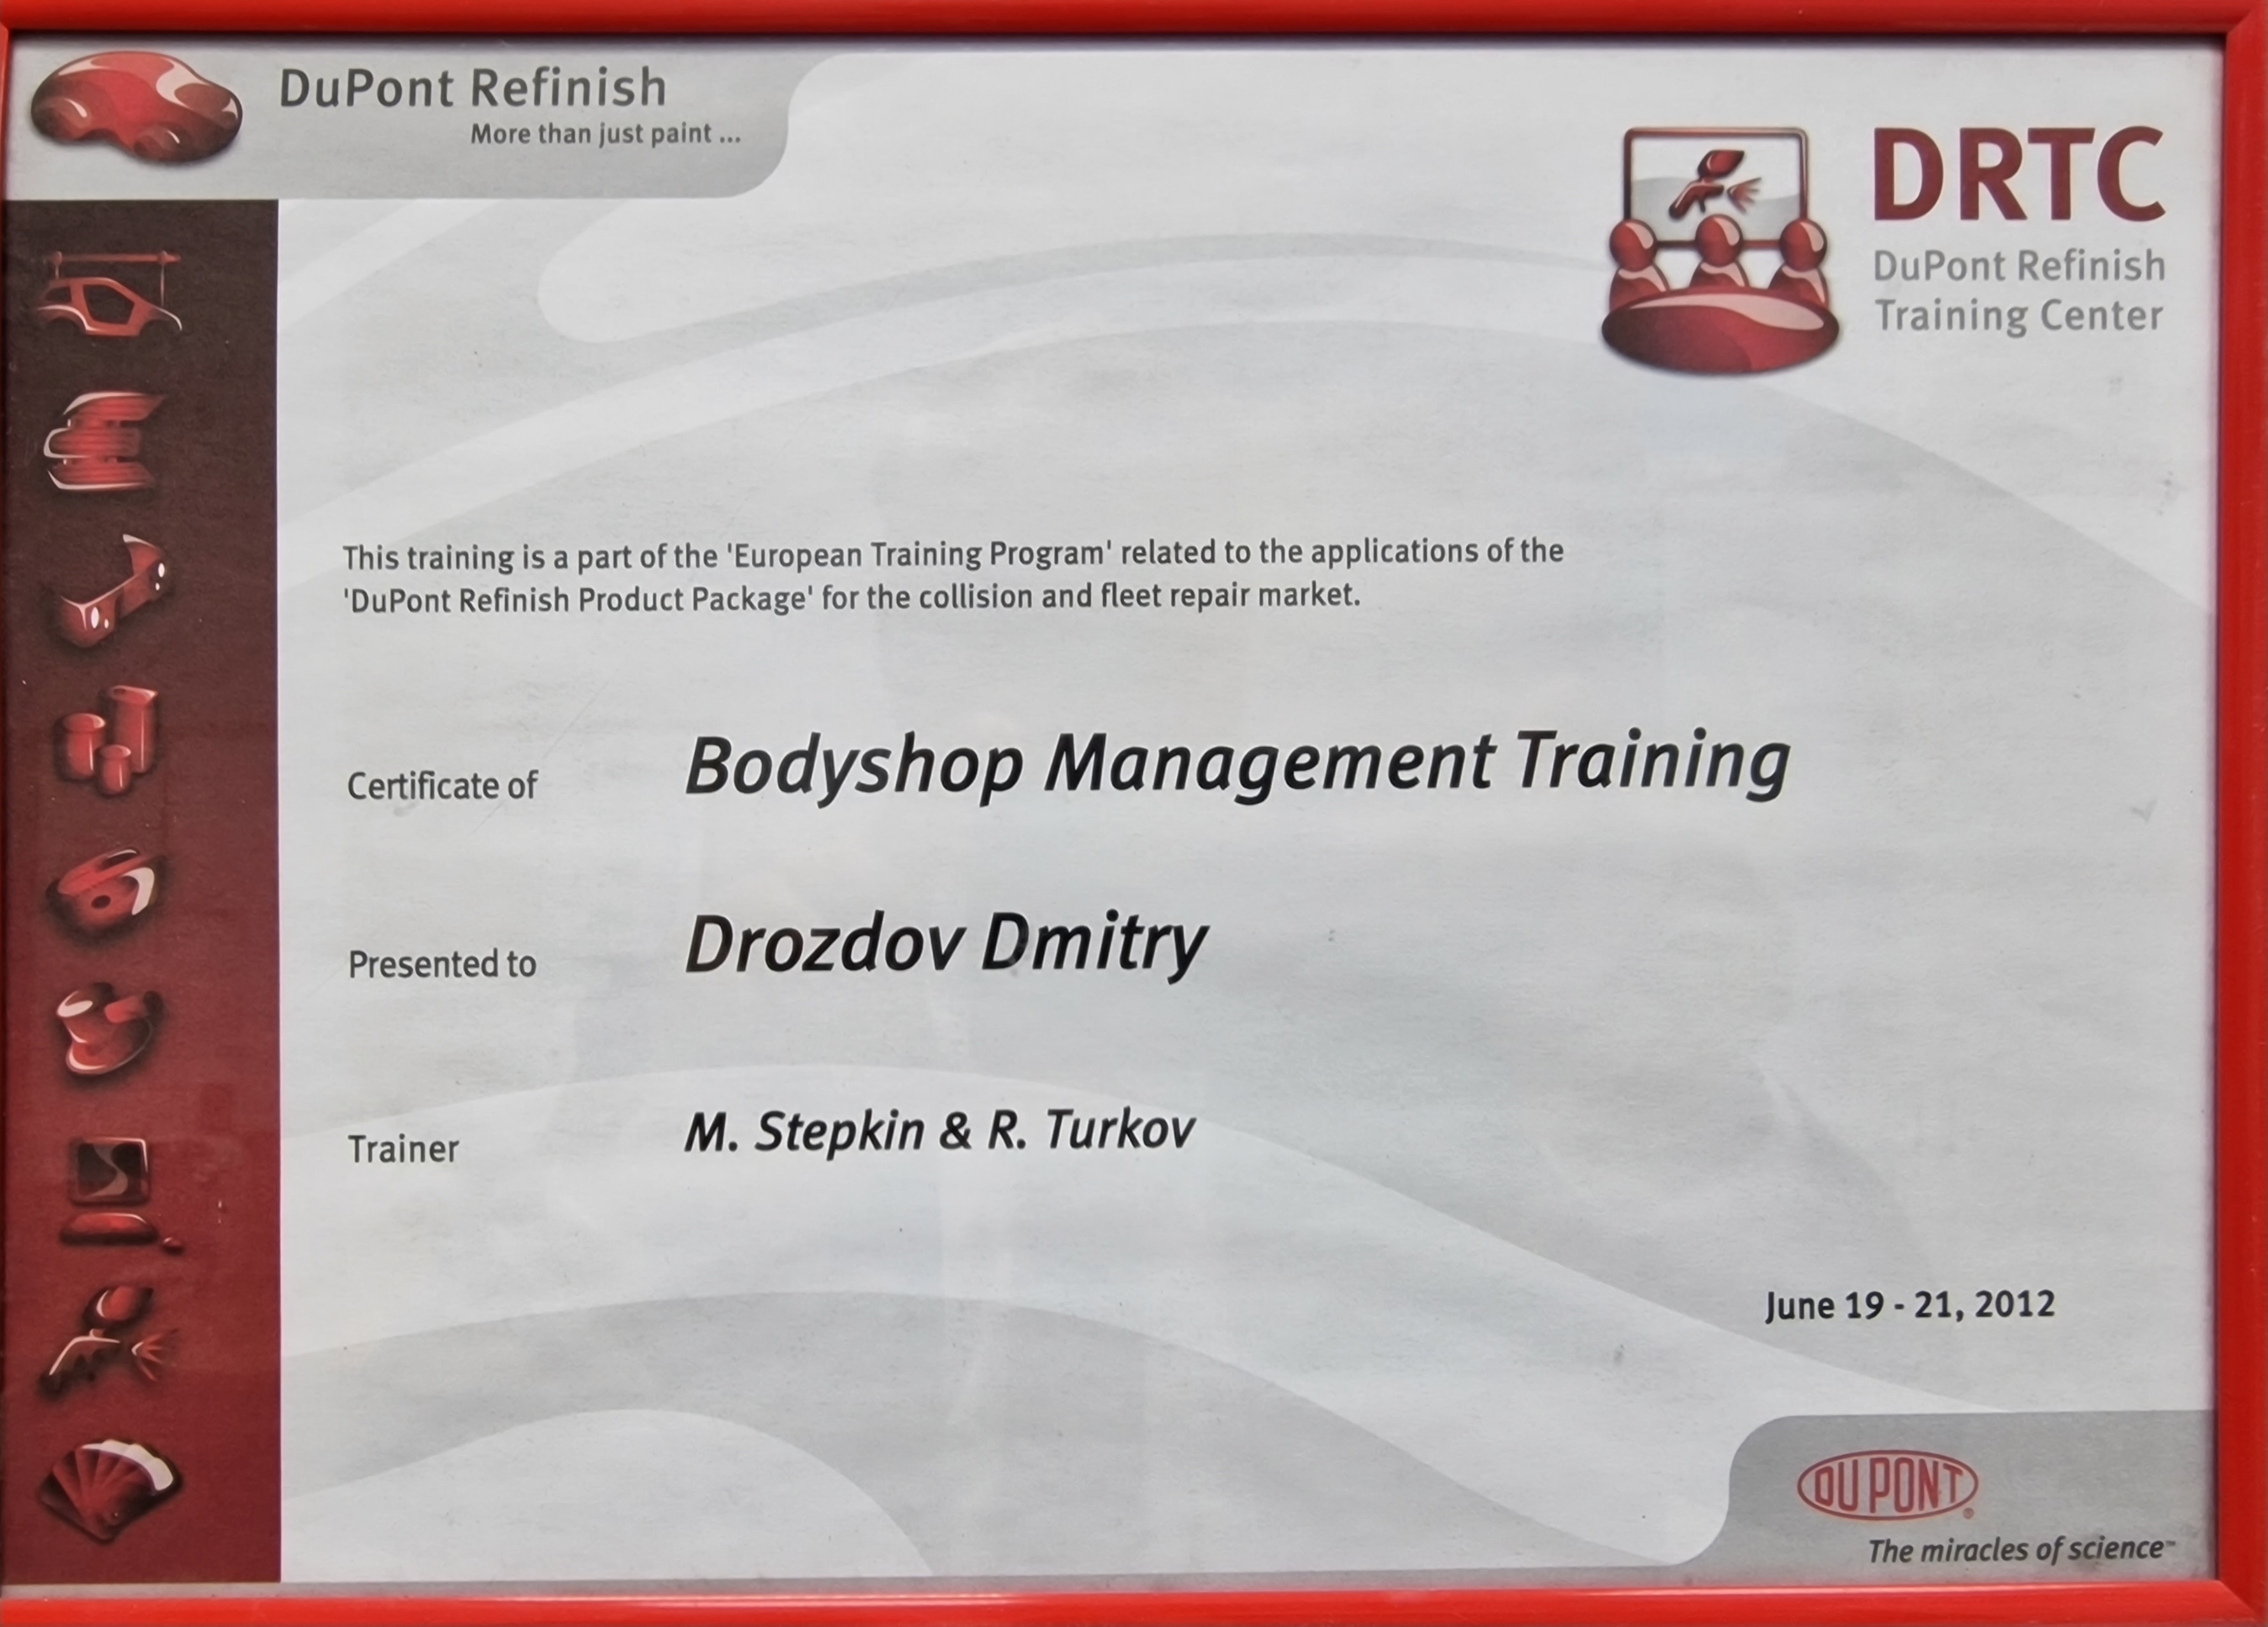 DuPont Refinish
More than just paint ...
DRTC
DuPont Refinish
Training Center
This training is a part of the 'European Training Program' related to the applications of the
'DuPont Refinish Product Package' for the collision and fleet repair market.
Certificate of Bodyshop Management Training
Presented to Drozdov Dmitry
Trainer M. Stepkin & R. Turkov
June 19 - 21, 2012
DU PONT®
The miracles of science™